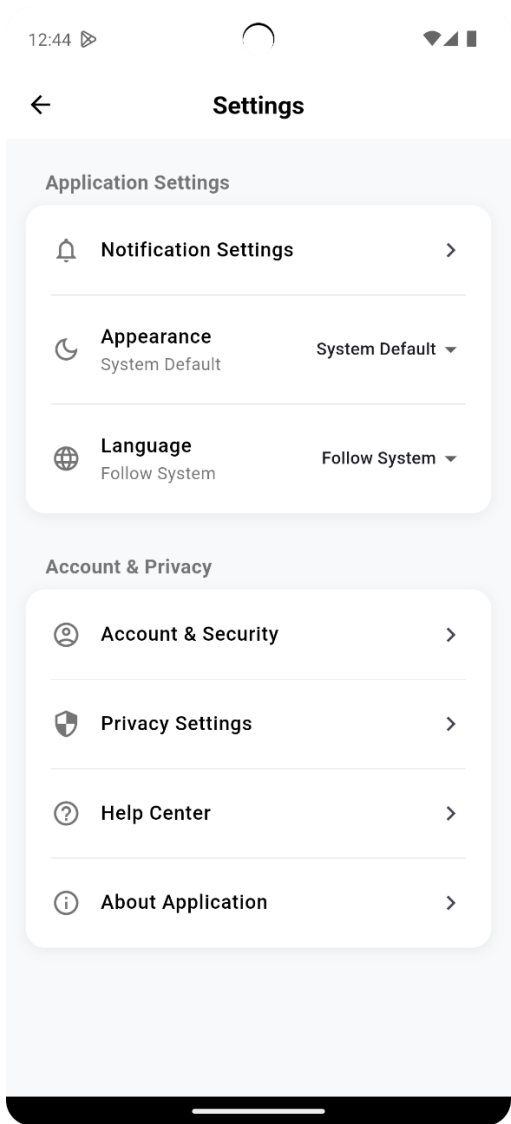 12:44
Settings
Application Settings
Notification Settings
Appearance
System Default
System Default
Language
Follow System
Follow System
Account & Privacy
Account & Security
Privacy Settings
Help Center
About Application